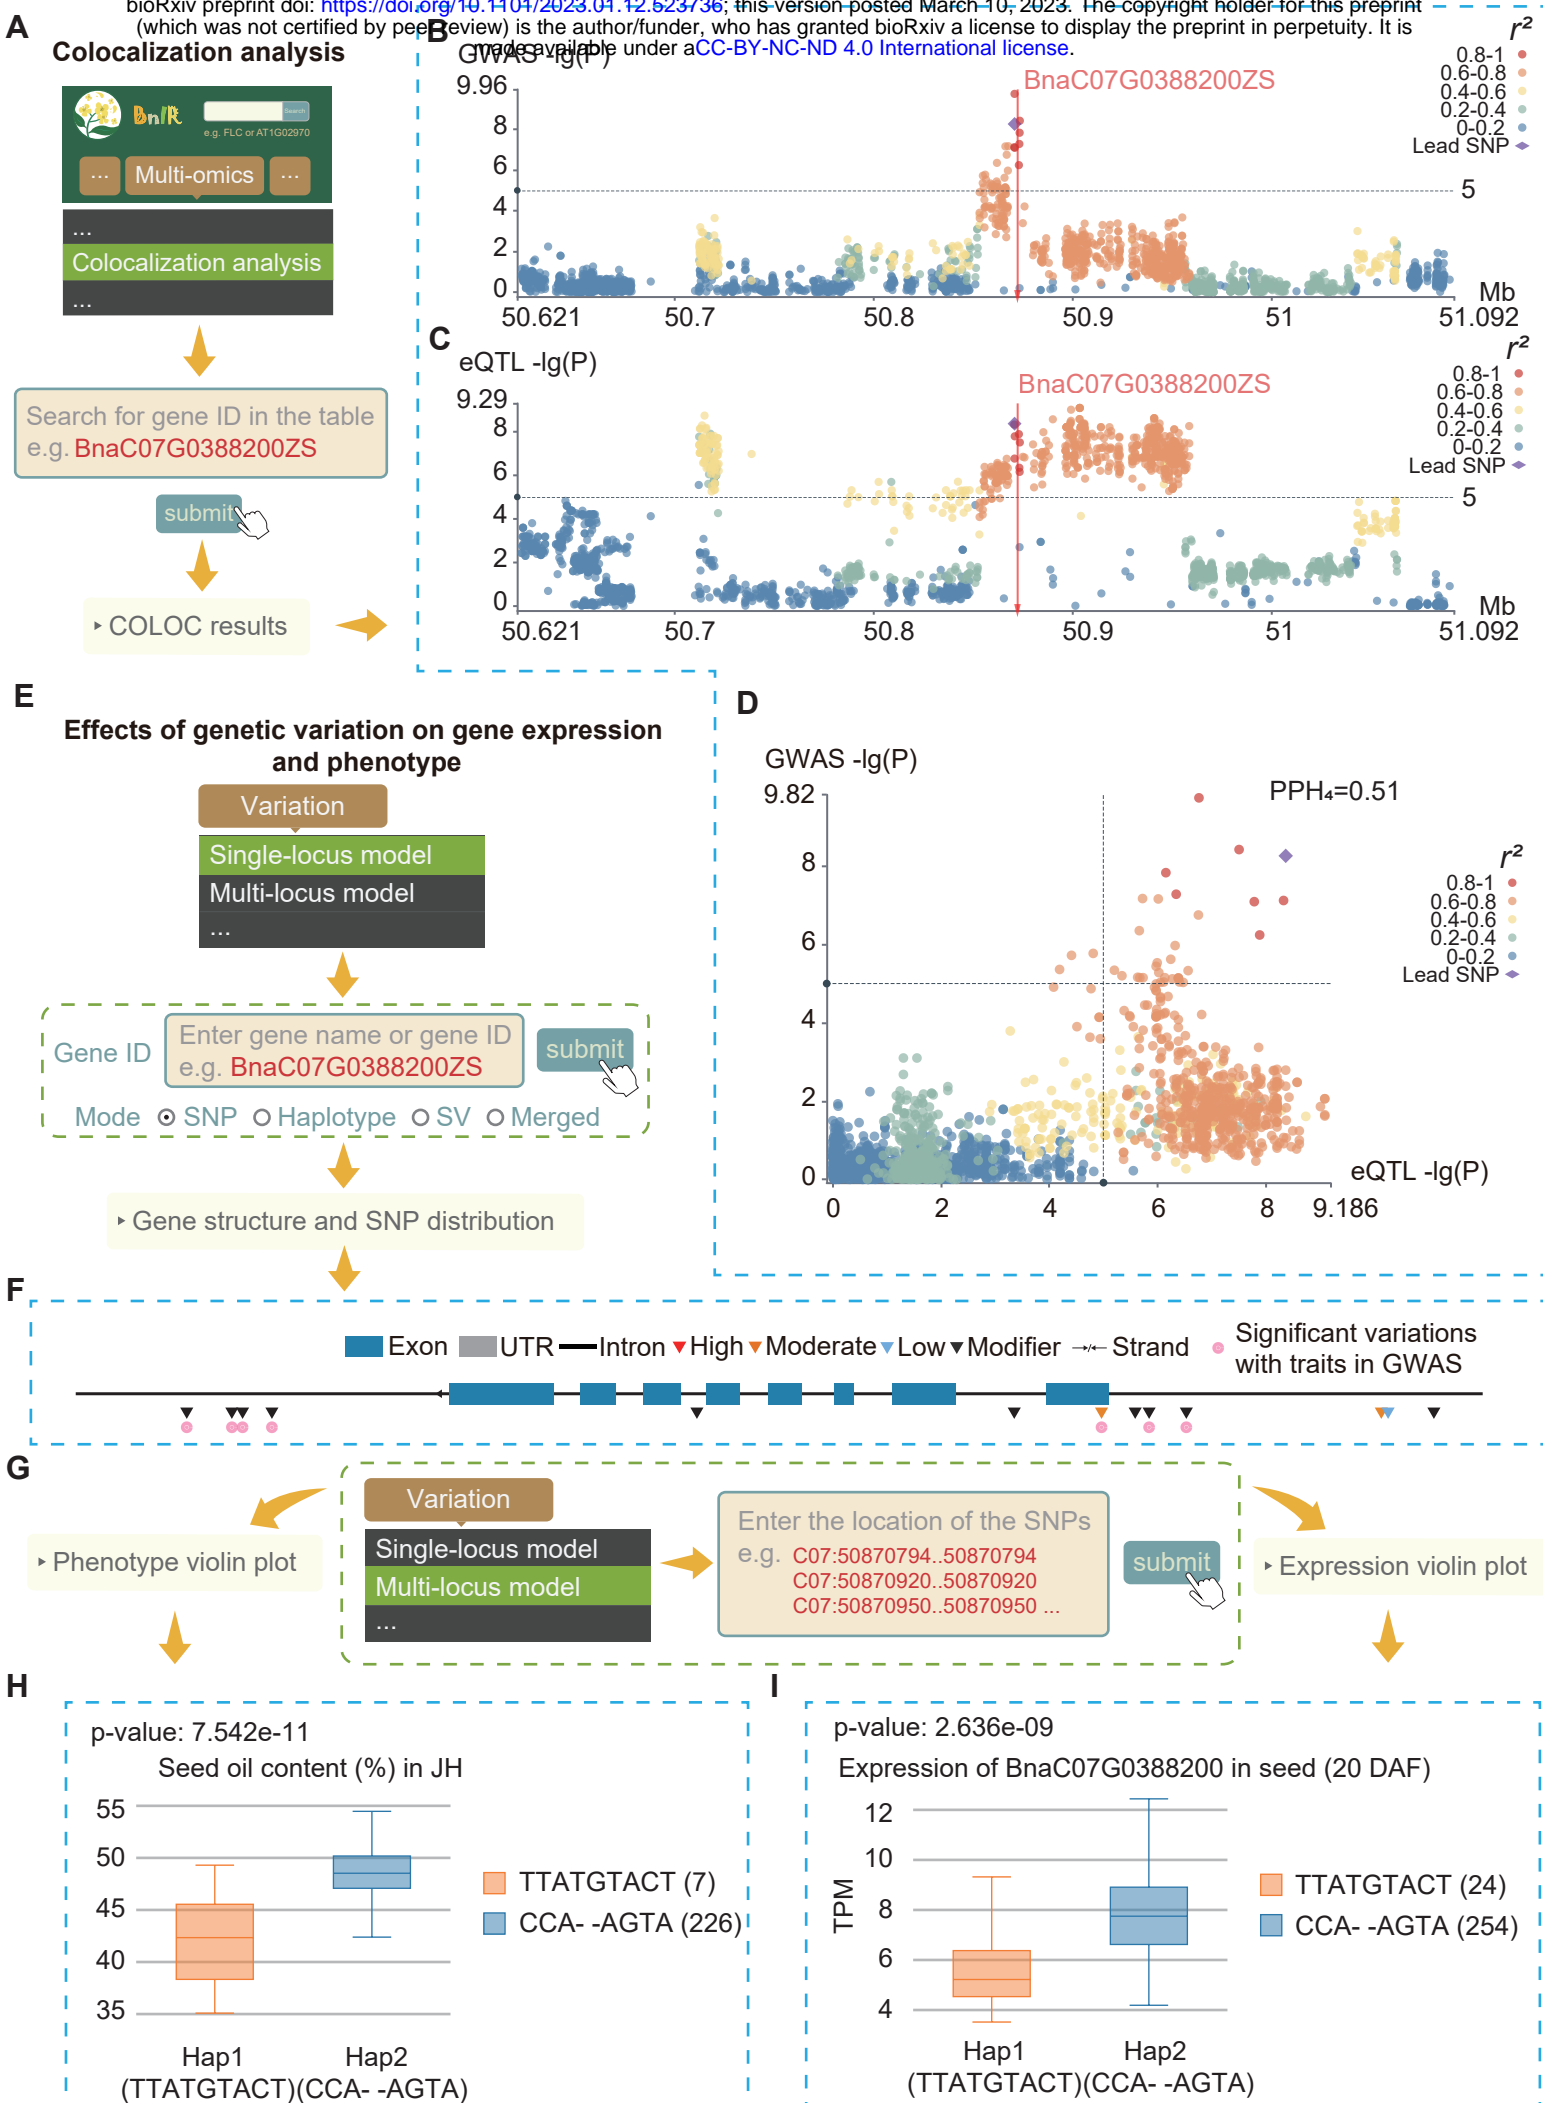 bioRxiv preprint doi: https://doi.org/10.1101/2023.01.12.523736; this version posted March 10, 2023. The copyright holder for this preprint
(which was not certified by peer review) is the author/funder, who has granted bioRxiv a license to display the preprint in perpetuity. It is
made available under aCC-BY-NC-ND 4.0 International license.
A
Colocalization analysis
BnIR
Search
e.g. FLC or AT1G02970
... Multi-omics ...
...
Colocalization analysis
...
Search for gene ID in the table
e.g. BnaC07G0388200ZS
submit
‣ COLOC results
B
GWAS -lg(P)
9.96
8
6
4
2
0
BnaC07G0388200ZS
5
50.621 50.7 50.8 50.9 51 51.092
Mb
r²
0.8-1
0.6-0.8
0.4-0.6
0.2-0.4
0-0.2
Lead SNP
C
eQTL -lg(P)
9.29
8
6
4
2
0
BnaC07G0388200ZS
5
50.621 50.7 50.8 50.9 51 51.092
Mb
r²
0.8-1
0.6-0.8
0.4-0.6
0.2-0.4
0-0.2
Lead SNP
D
GWAS -lg(P)
9.82
8
6
4
2
0
PPH₄=0.51
0 2 4 6 8 9.186
eQTL -lg(P)
r²
0.8-1
0.6-0.8
0.4-0.6
0.2-0.4
0-0.2
Lead SNP
E
Effects of genetic variation on gene expression
and phenotype
Variation
Single-locus model
Multi-locus model
...
Gene ID
Enter gene name or gene ID
e.g. BnaC07G0388200ZS
submit
Mode SNP Haplotype SV Merged
‣ Gene structure and SNP distribution
F
Exon UTR Intron High Moderate Low Modifier Strand
Significant variations
with traits in GWAS
G
‣ Phenotype violin plot
Variation
Single-locus model
Multi-locus model
...
Enter the location of the SNPs
e.g. C07:50870794..50870794
C07:50870920..50870920
C07:50870950..50870950 ...
submit
‣ Expression violin plot
H
p-value: 7.542e-11
Seed oil content (%) in JH
55
50
45
40
35
TTATGTACT (7)
CCA- -AGTA (226)
Hap1 Hap2
(TTATGTACT)(CCA- -AGTA)
I
p-value: 2.636e-09
Expression of BnaC07G0388200 in seed (20 DAF)
TPM
12
10
8
6
4
TTATGTACT (24)
CCA- -AGTA (254)
Hap1 Hap2
(TTATGTACT)(CCA- -AGTA)